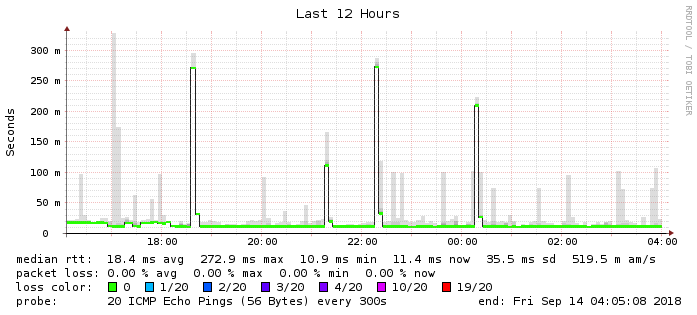 Last 12 Hours
RRDTOOL / TOBI OETIKER
Seconds
300 m
250 m
200 m
150 m
100 m
50 m
0
18:00 20:00 22:00 00:00 02:00 04:00
median rtt: 18.4 ms avg 272.9 ms max 10.9 ms min 11.4 ms now 35.5 ms sd 519.5 m am/s
packet loss: 0.00 % avg 0.00 % max 0.00 % min 0.00 % now
loss color: 0 1/20 2/20 3/20 4/20 10/20 19/20
probe: 20 ICMP Echo Pings (56 Bytes) every 300s end: Fri Sep 14 04:05:08 2018